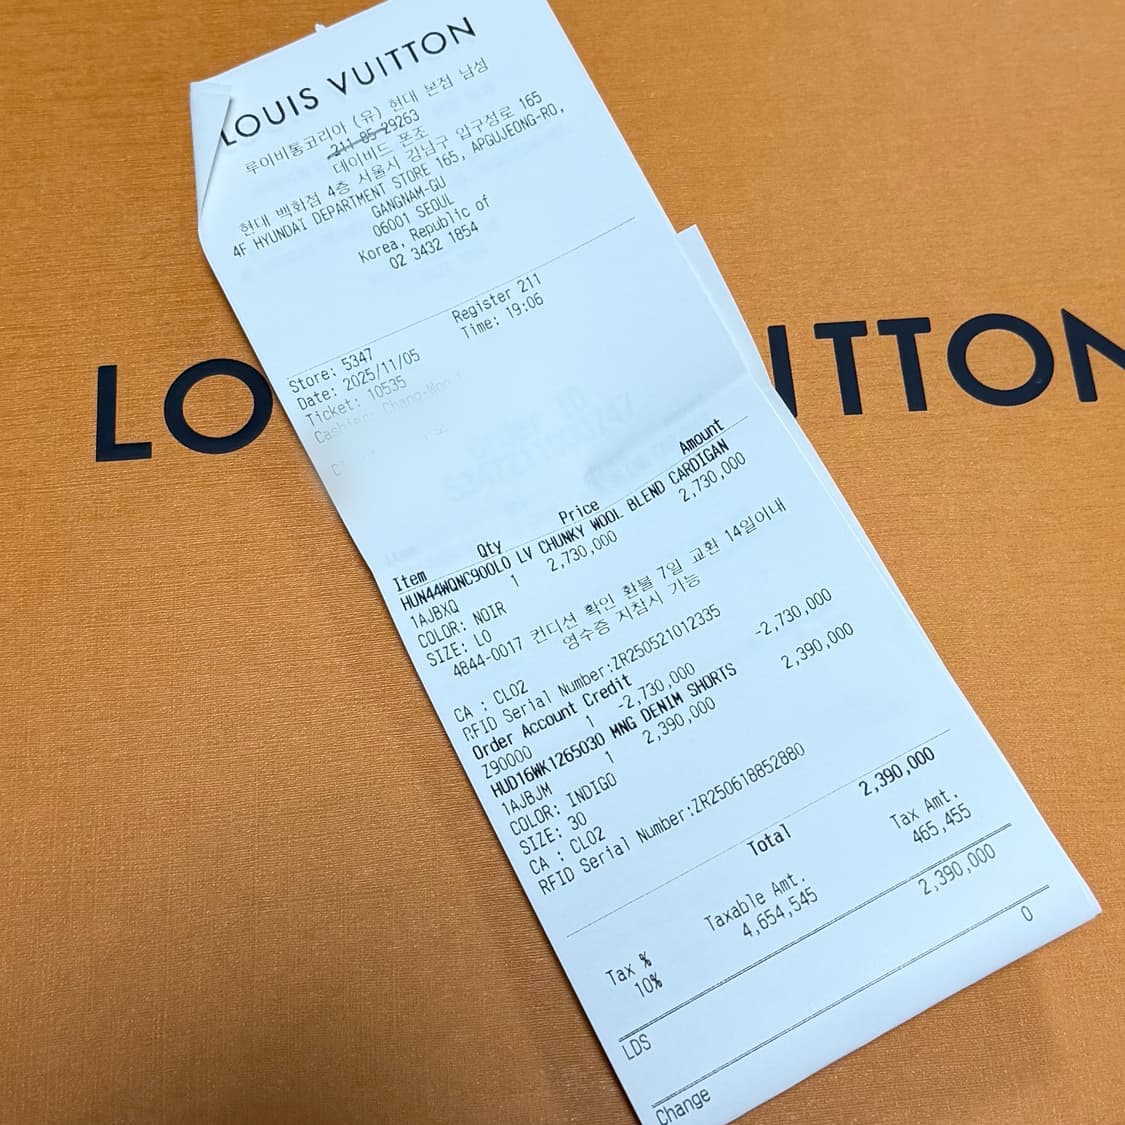 LOUIS VUITTON
루이비통코리아 (유) 현대 본점 남성
211-85-29263
데이비드 폰조
현대 백화점 4층 서울시 강남구 압구정로 165
4F HYUNDAI DEPARTMENT STORE 165, APGUJEONG-RO,
GANGNAM-GU
06001 SEOUL
Korea, Republic of
02 3432 1854
Register 211
Store: 5347
Time: 19:06
Date: 2025/11/05
Ticket: 10535
Cashier: Chang-Woo
Item Qty Price Amount
HUN44WQNC900L0 LV CHUNKY WOOL BLEND CARDIGAN
1AJBXQ 1 2,730,000 2,730,000
COLOR: NOIR
SIZE: L0
4844-0017 컨디션 확인 환불 7일 교환 14일이내
영수증 지참시 가능
CA : CL02
RFID Serial Number:ZR250521012335
Order Account Credit
Z90000 1 -2,730,000 -2,730,000
HUD16WK1265030 MNG DENIM SHORTS
1AJBJM 1 2,390,000 2,390,000
COLOR: INDIGO
SIZE: 30
CA : CL02
RFID Serial Number:ZR250618852880
Total 2,390,000
Tax % Taxable Amt. Tax Amt.
10% 4,654,545 465,455
LDS 2,390,000
Change 0
LO UTTON